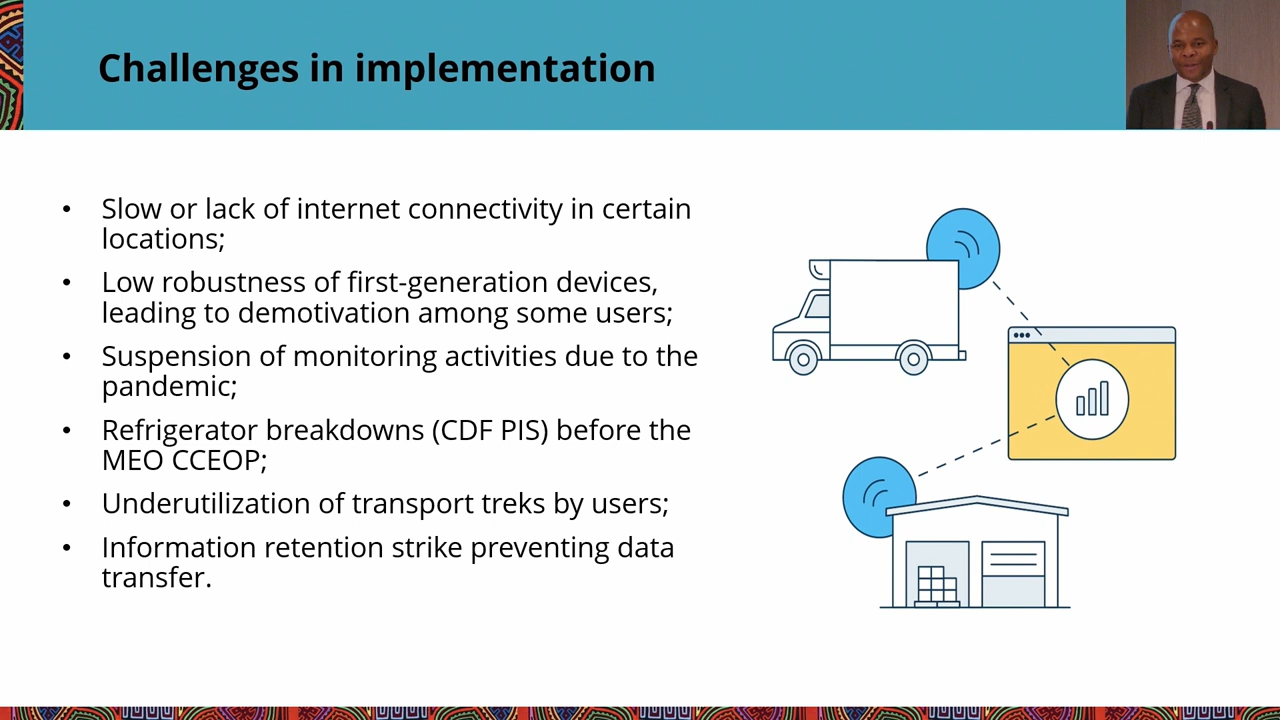 Challenges in implementation
• Slow or lack of internet connectivity in certain
locations;
• Low robustness of first-generation devices,
leading to demotivation among some users;
• Suspension of monitoring activities due to the
pandemic;
• Refrigerator breakdowns (CDF PIS) before the
MEO CCEOP;
• Underutilization of transport treks by users;
• Information retention strike preventing data
transfer.